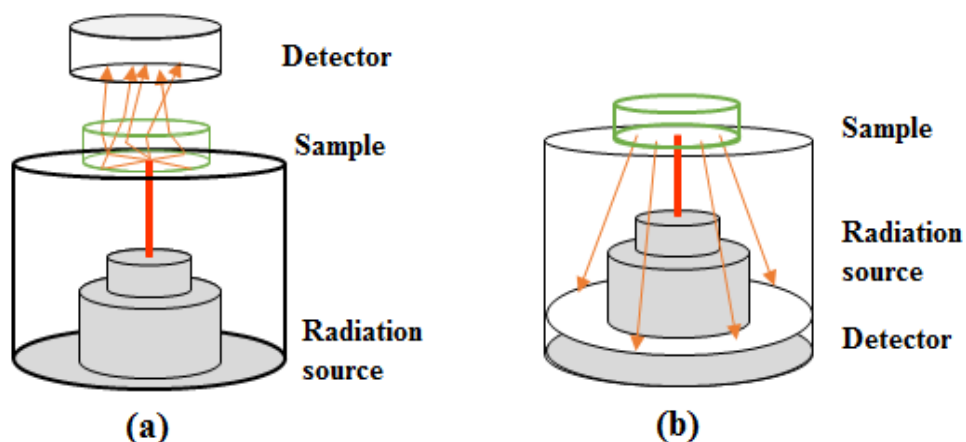 Detector
Sample
Radiation
source
(a)
Sample
Radiation
source
Detector
(b)